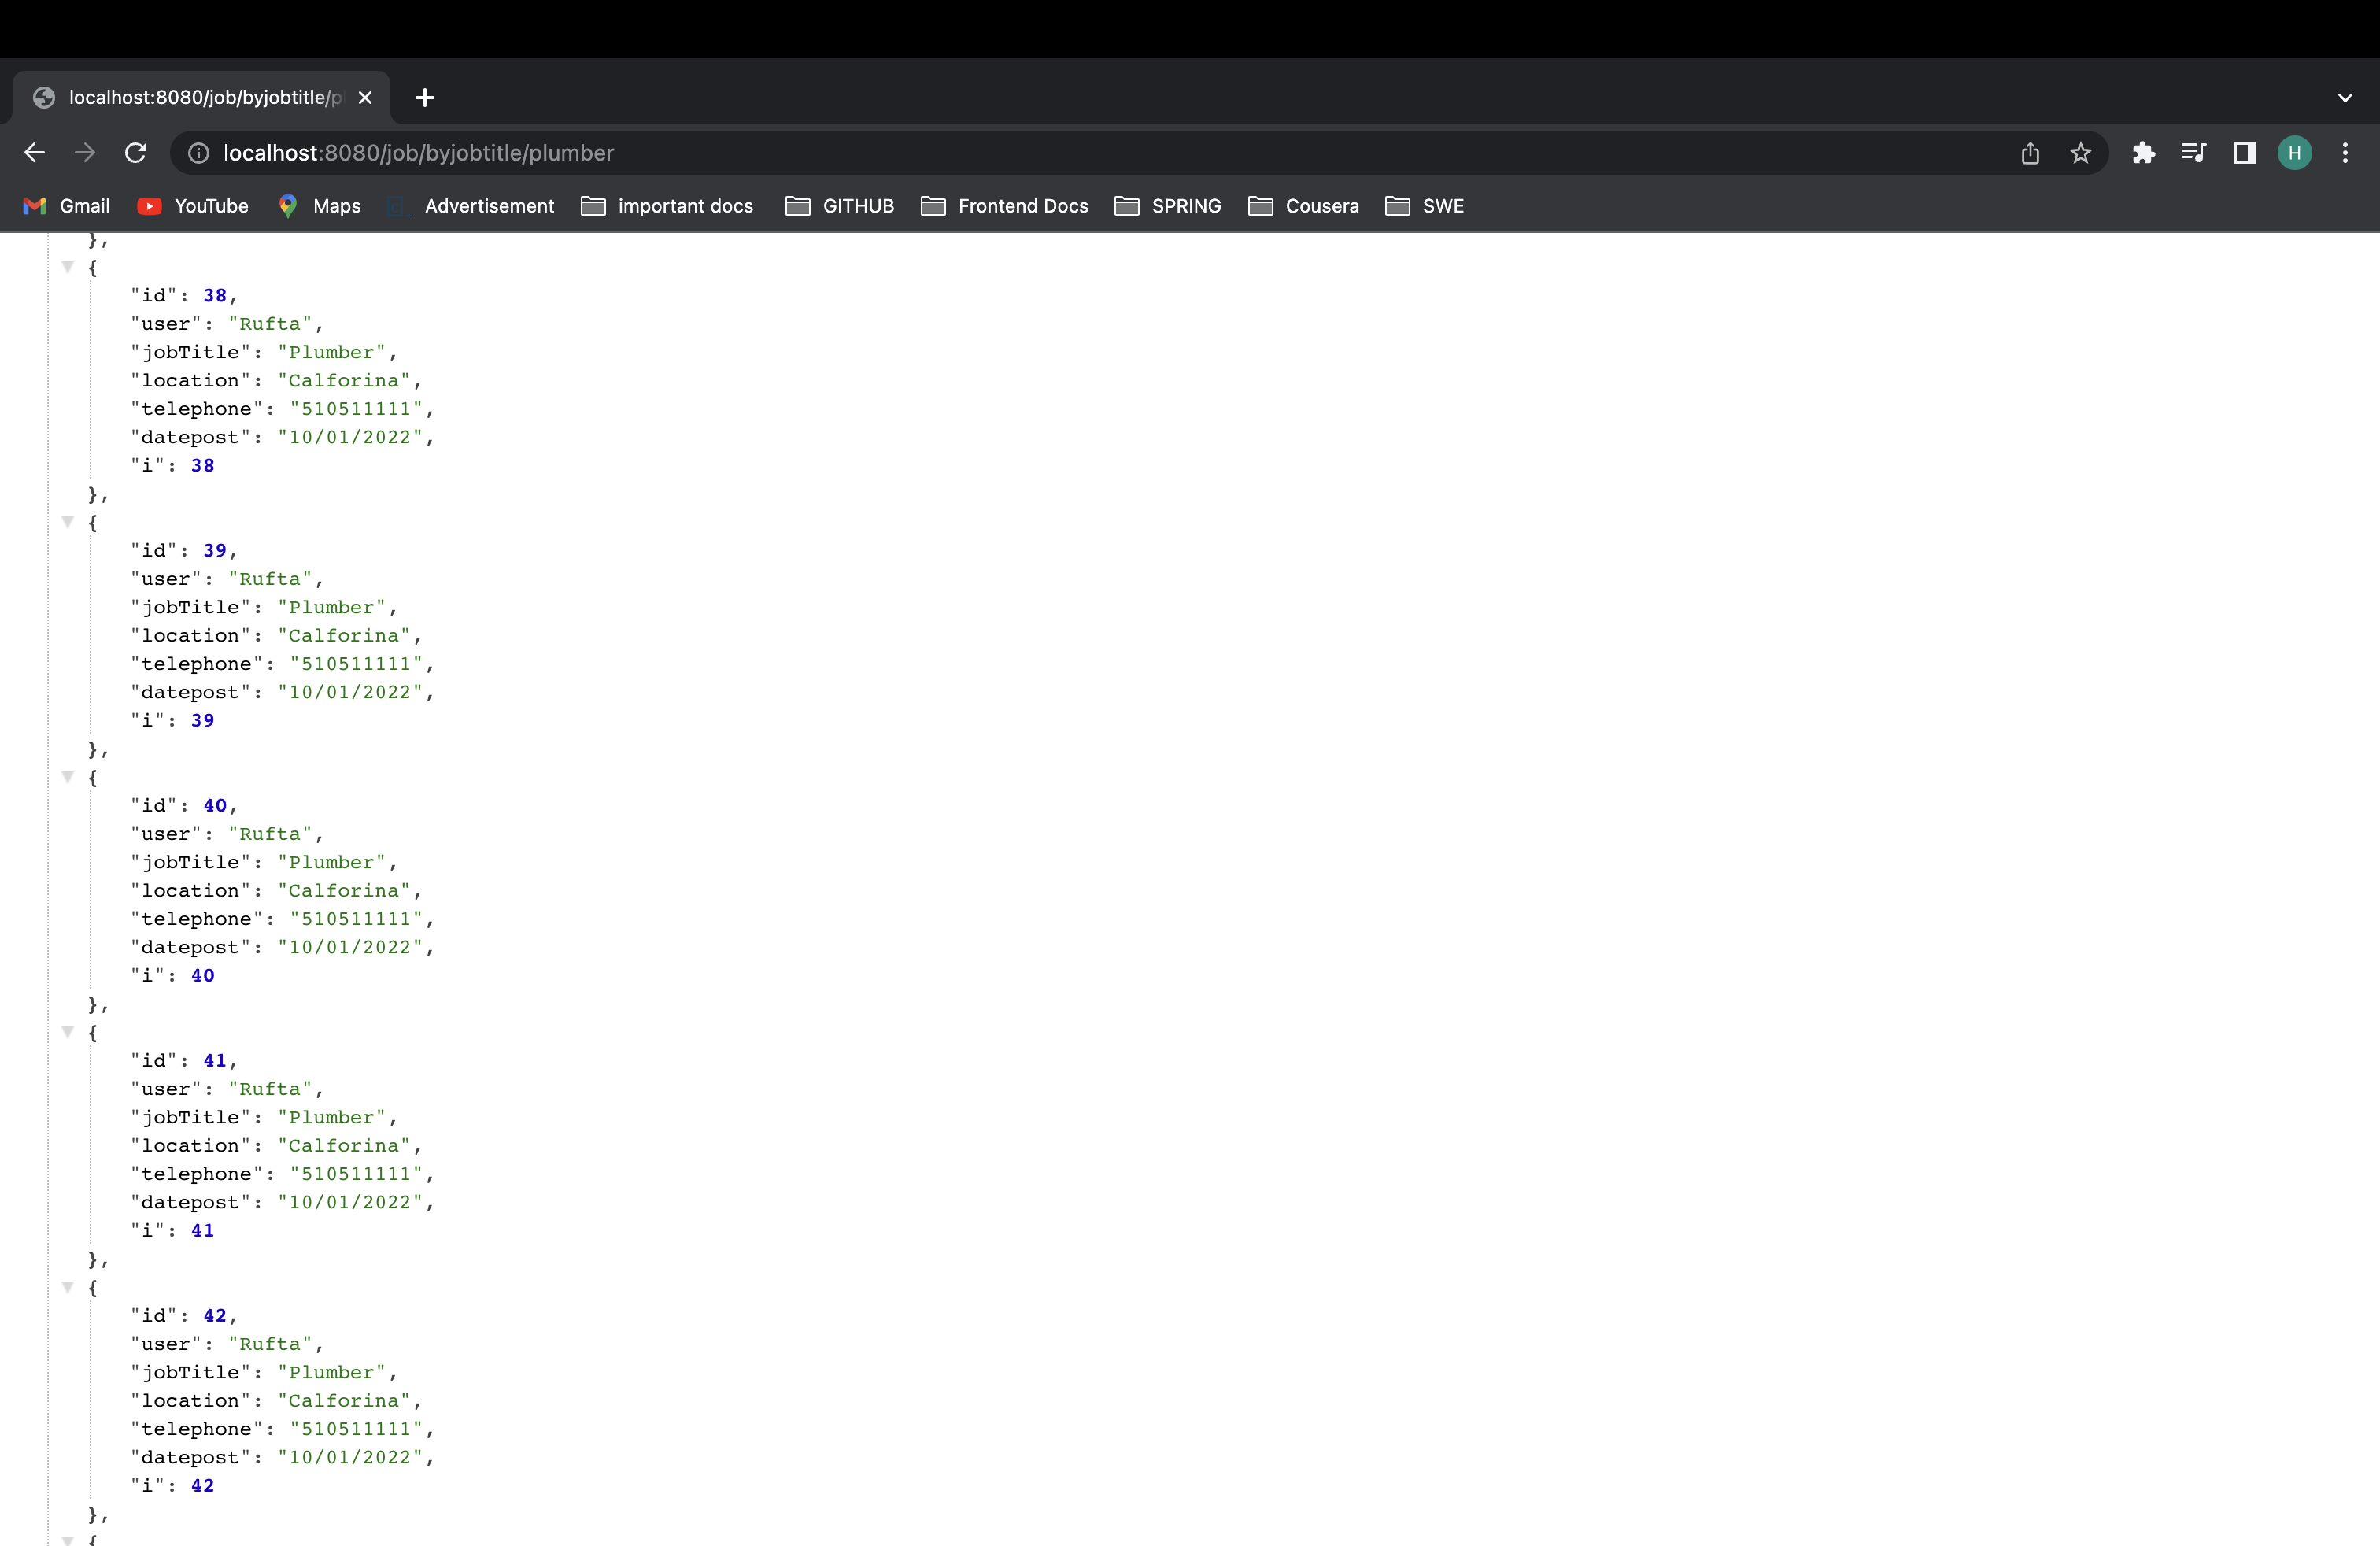 localhost:8080/job/byjobtitle/p
localhost:8080/job/byjobtitle/plumber
H
Gmail YouTube Maps Advertisement important docs GITHUB Frontend Docs SPRING Cousera SWE
},
{
"id": 38,
"user": "Rufta",
"jobTitle": "Plumber",
"location": "Calforina",
"telephone": "510511111",
"datepost": "10/01/2022",
"i": 38
},
{
"id": 39,
"user": "Rufta",
"jobTitle": "Plumber",
"location": "Calforina",
"telephone": "510511111",
"datepost": "10/01/2022",
"i": 39
},
{
"id": 40,
"user": "Rufta",
"jobTitle": "Plumber",
"location": "Calforina",
"telephone": "510511111",
"datepost": "10/01/2022",
"i": 40
},
{
"id": 41,
"user": "Rufta",
"jobTitle": "Plumber",
"location": "Calforina",
"telephone": "510511111",
"datepost": "10/01/2022",
"i": 41
},
{
"id": 42,
"user": "Rufta",
"jobTitle": "Plumber",
"location": "Calforina",
"telephone": "510511111",
"datepost": "10/01/2022",
"i": 42
},
{